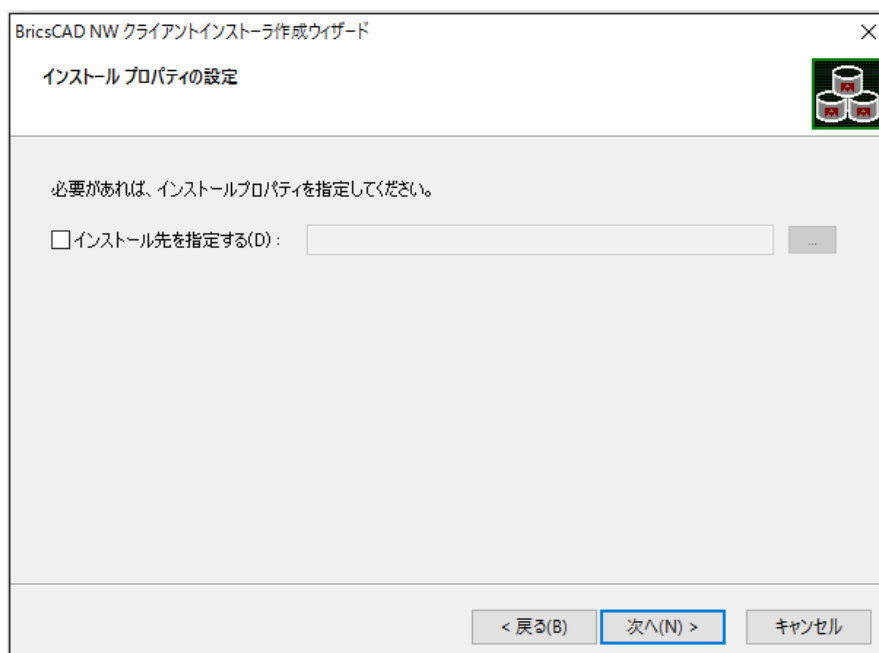 BricsCAD NW クライアントインストーラ作成ウィザード
インストール プロパティの設定
必要があれば、インストールプロパティを指定してください。
インストール先を指定する(D) :
...
< 戻る(B)
次へ(N) >
キャンセル